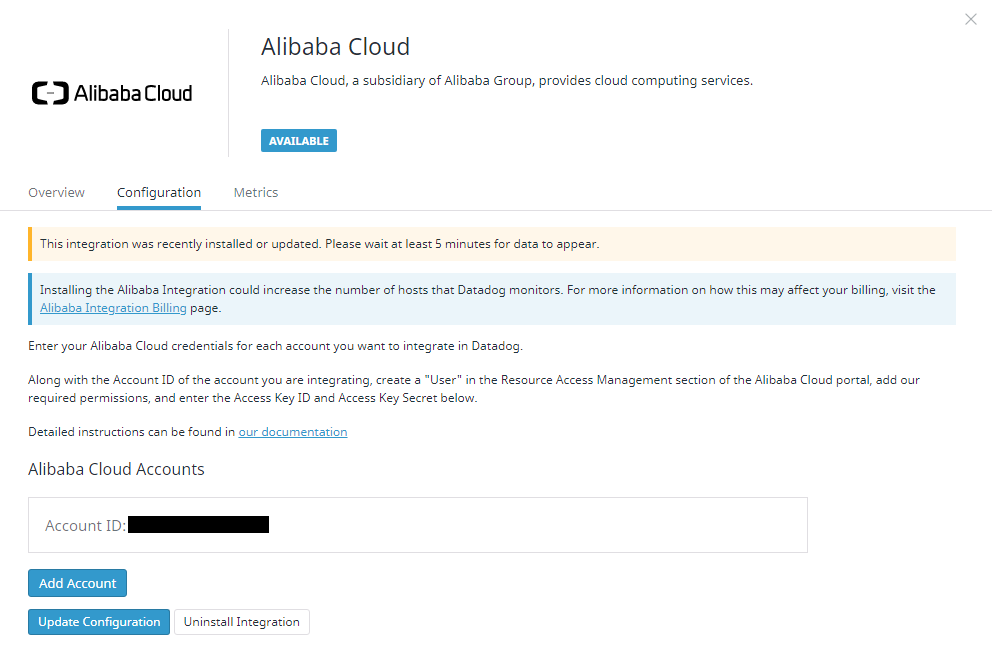 Alibaba Cloud
Alibaba Cloud
Alibaba Cloud, a subsidiary of Alibaba Group, provides cloud computing services.
AVAILABLE
Overview Configuration Metrics
This integration was recently installed or updated. Please wait at least 5 minutes for data to appear.
Installing the Alibaba Integration could increase the number of hosts that Datadog monitors. For more information on how this may affect your billing, visit the
Alibaba Integration Billing page.
Enter your Alibaba Cloud credentials for each account you want to integrate in Datadog.
Along with the Account ID of the account you are integrating, create a "User" in the Resource Access Management section of the Alibaba Cloud portal, add our
required permissions, and enter the Access Key ID and Access Key Secret below.
Detailed instructions can be found in our documentation
Alibaba Cloud Accounts
Account ID:
Add Account
Update Configuration Uninstall Integration